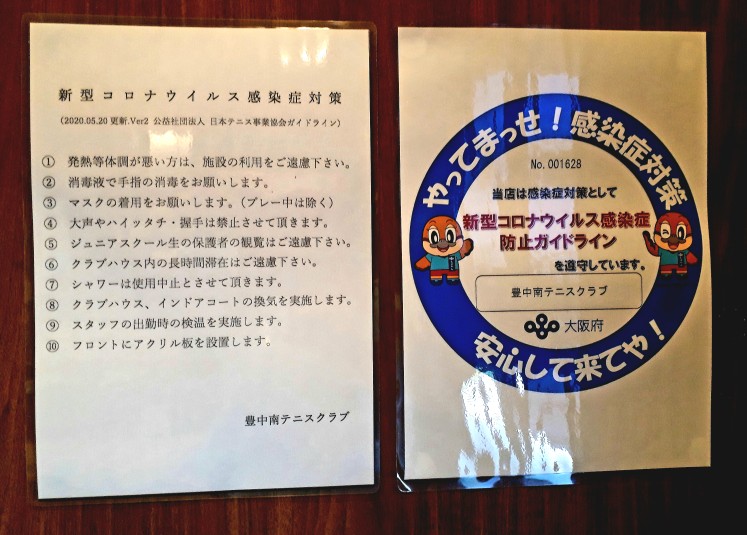 新型コロナウイルス感染症対策
（2020.05.20更新.Ver2 公益社団法人 日本テニス事業協会ガイドライン）
① 発熱等体調が悪い方は、施設の利用をご遠慮下さい。
② 消毒液で手指の消毒をお願いします。
③ マスクの着用をお願いします。（プレー中は除く）
④ 大声やハイッタチ・握手は禁止させて頂きます。
⑤ ジュニアスクール生の保護者の観覧はご遠慮下さい。
⑥ クラブハウス内の長時間滞在はご遠慮下さい。
⑦ シャワーは使用中止とさせて頂きます。
⑧ クラブハウス、インドアコートの換気を実施します。
⑨ スタッフの出勤時の検温を実施します。
⑩ フロントにアクリル板を設置します。
豊中南テニスクラブ
やってまっせ！感染症対策
No.001628
当店は感染症対策として
新型コロナウイルス感染症
防止ガイドライン
を遵守しています。
豊中南テニスクラブ
大阪府
安心して来てや！